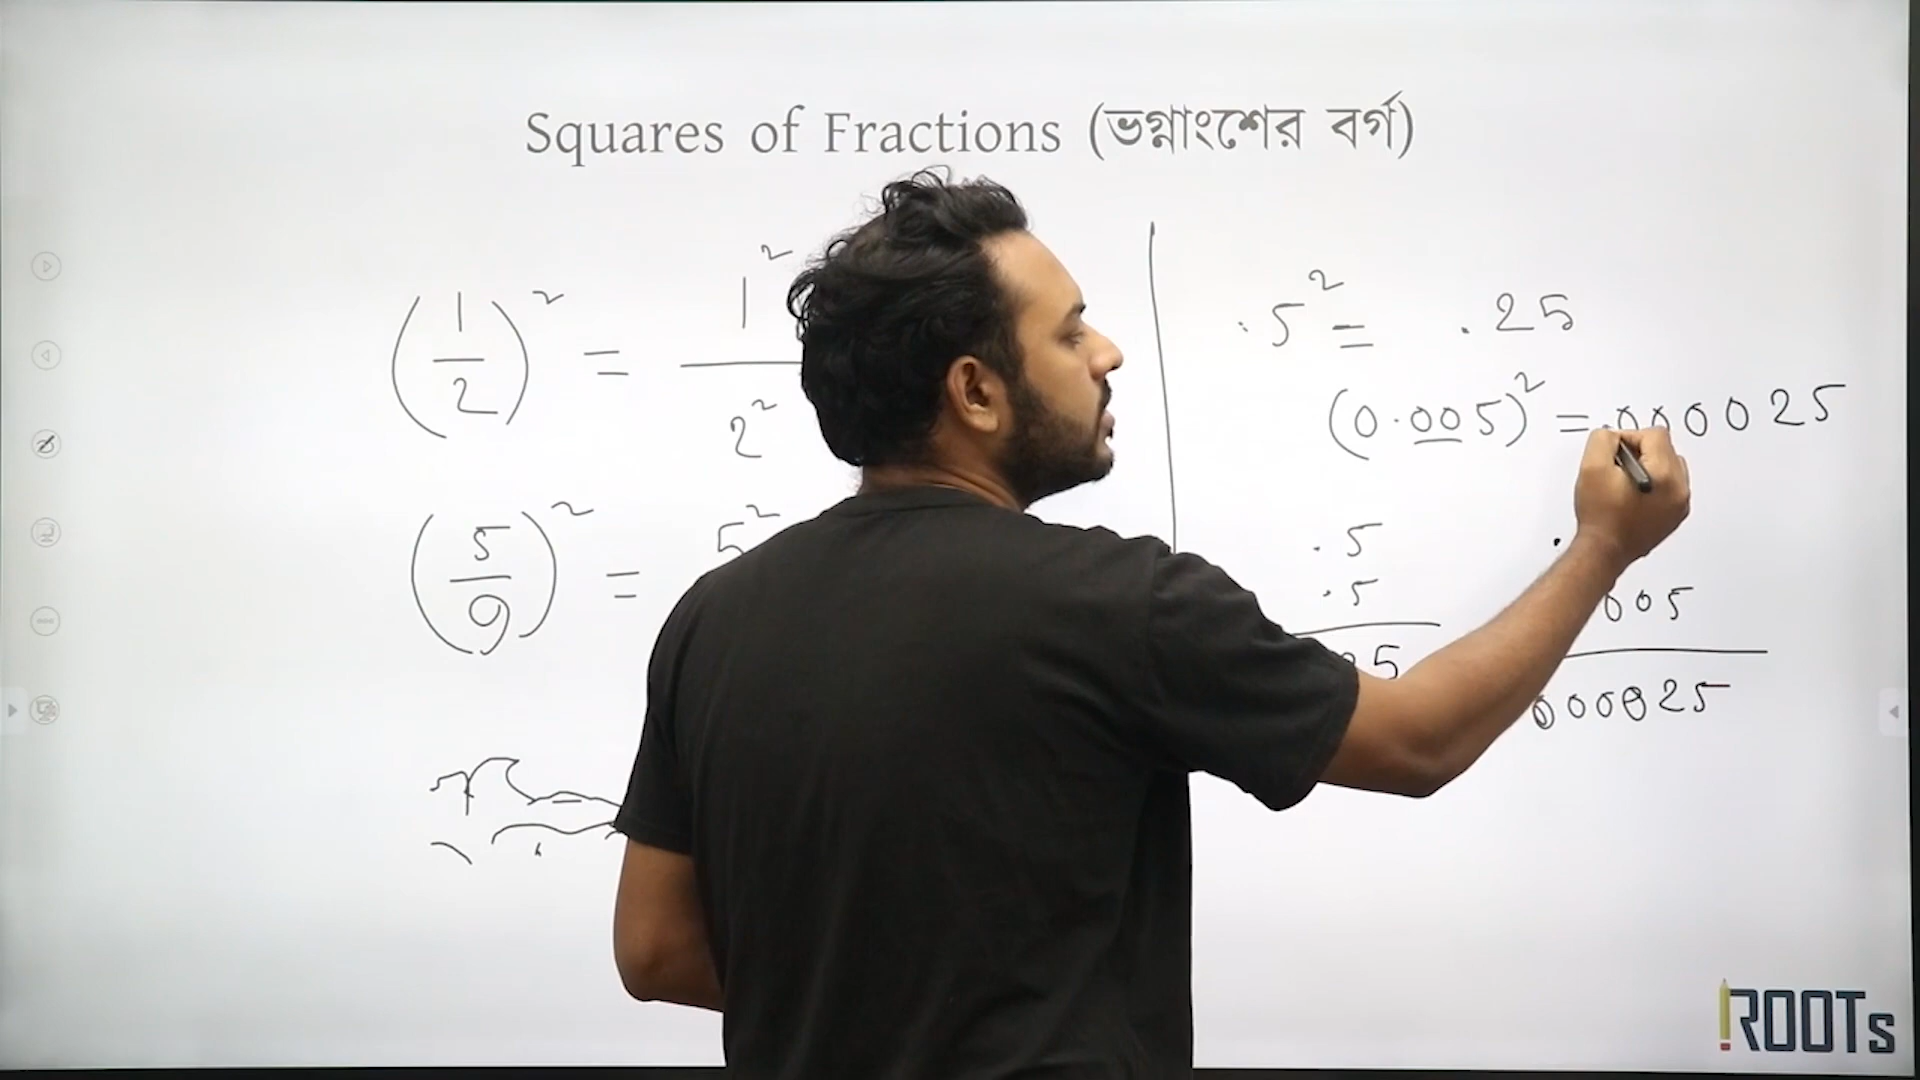 Squares of Fractions (ভগ্নাংশের বর্গ)
(1/2)² = 1²/2²
(5/9)² = 5²
.5² = .25
(0.005)² = .000025
.5
.5
5
.
005
000025
ROOTs